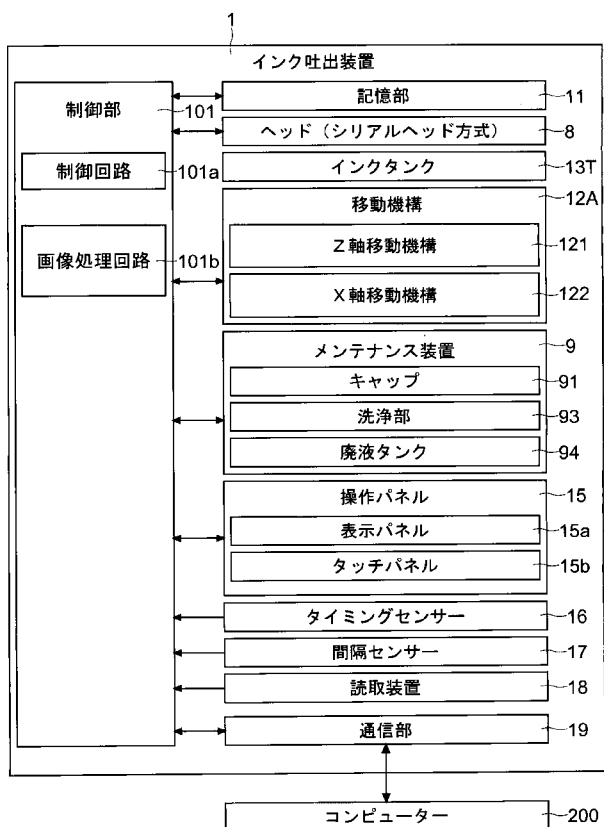 1
インク吐出装置
制御部 101
制御回路 101a
画像処理回路 101b
記憶部 11
ヘッド（シリアルヘッド方式） 8
インクタンク 13T
移動機構 12A
Z軸移動機構 121
X軸移動機構 122
メンテナンス装置 9
キャップ 91
洗浄部 93
廃液タンク 94
操作パネル 15
表示パネル 15a
タッチパネル 15b
タイミングセンサー 16
間隔センサー 17
読取装置 18
通信部 19
コンピューター 200